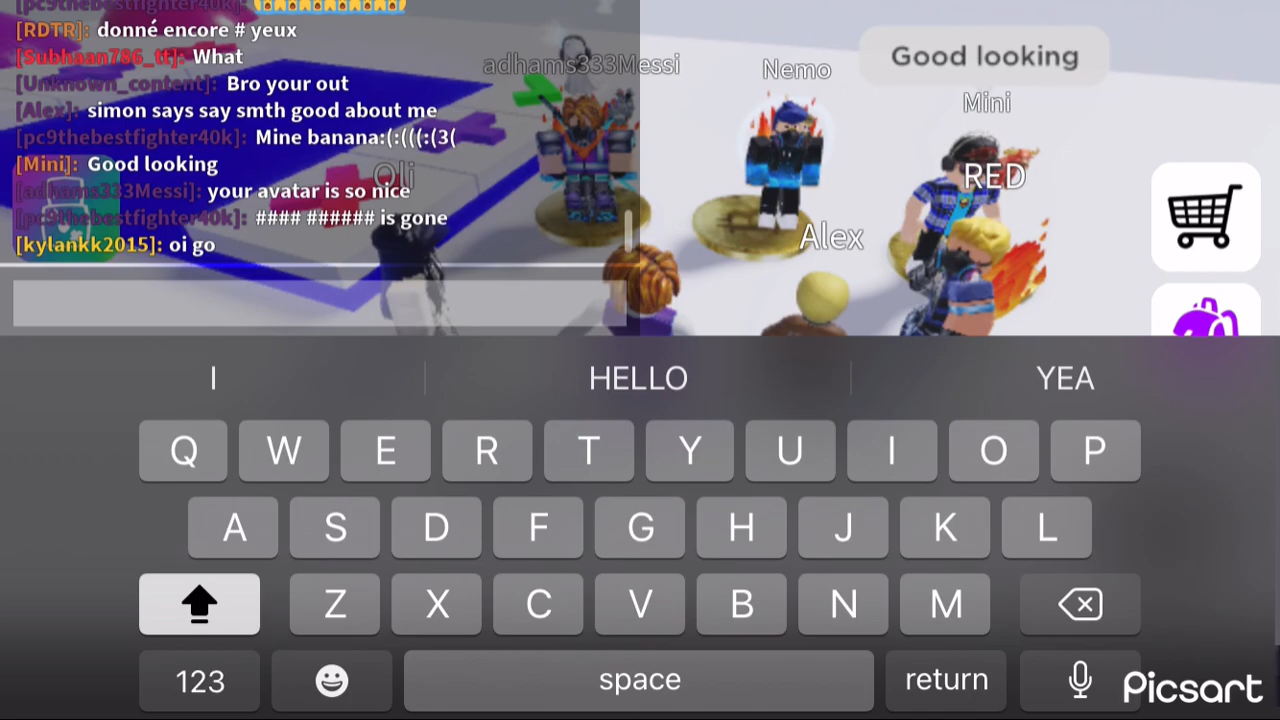 [pc9thebestfighter40k]:
[RDTR]: donné encore # yeux
[Subhaan786_tt]: What
[Unknown_content]: Bro your out
[Alex]: simon says say smth good about me
[pc9thebestfighter40k]: Mine banana:(:(((:(3(
[Mini]: Good looking
[adhams333Messi]: your avatar is so nice
[pc9thebestfighter40k]: #### ###### is gone
[kylankk2015]: oi go
adhams333Messi
Oli
Nemo
Good looking
Mini
RED
Alex
I HELLO YEA
Q W E R T Y U I O P
A S D F G H J K L
Z X C V B N M
123 space return
Picsart